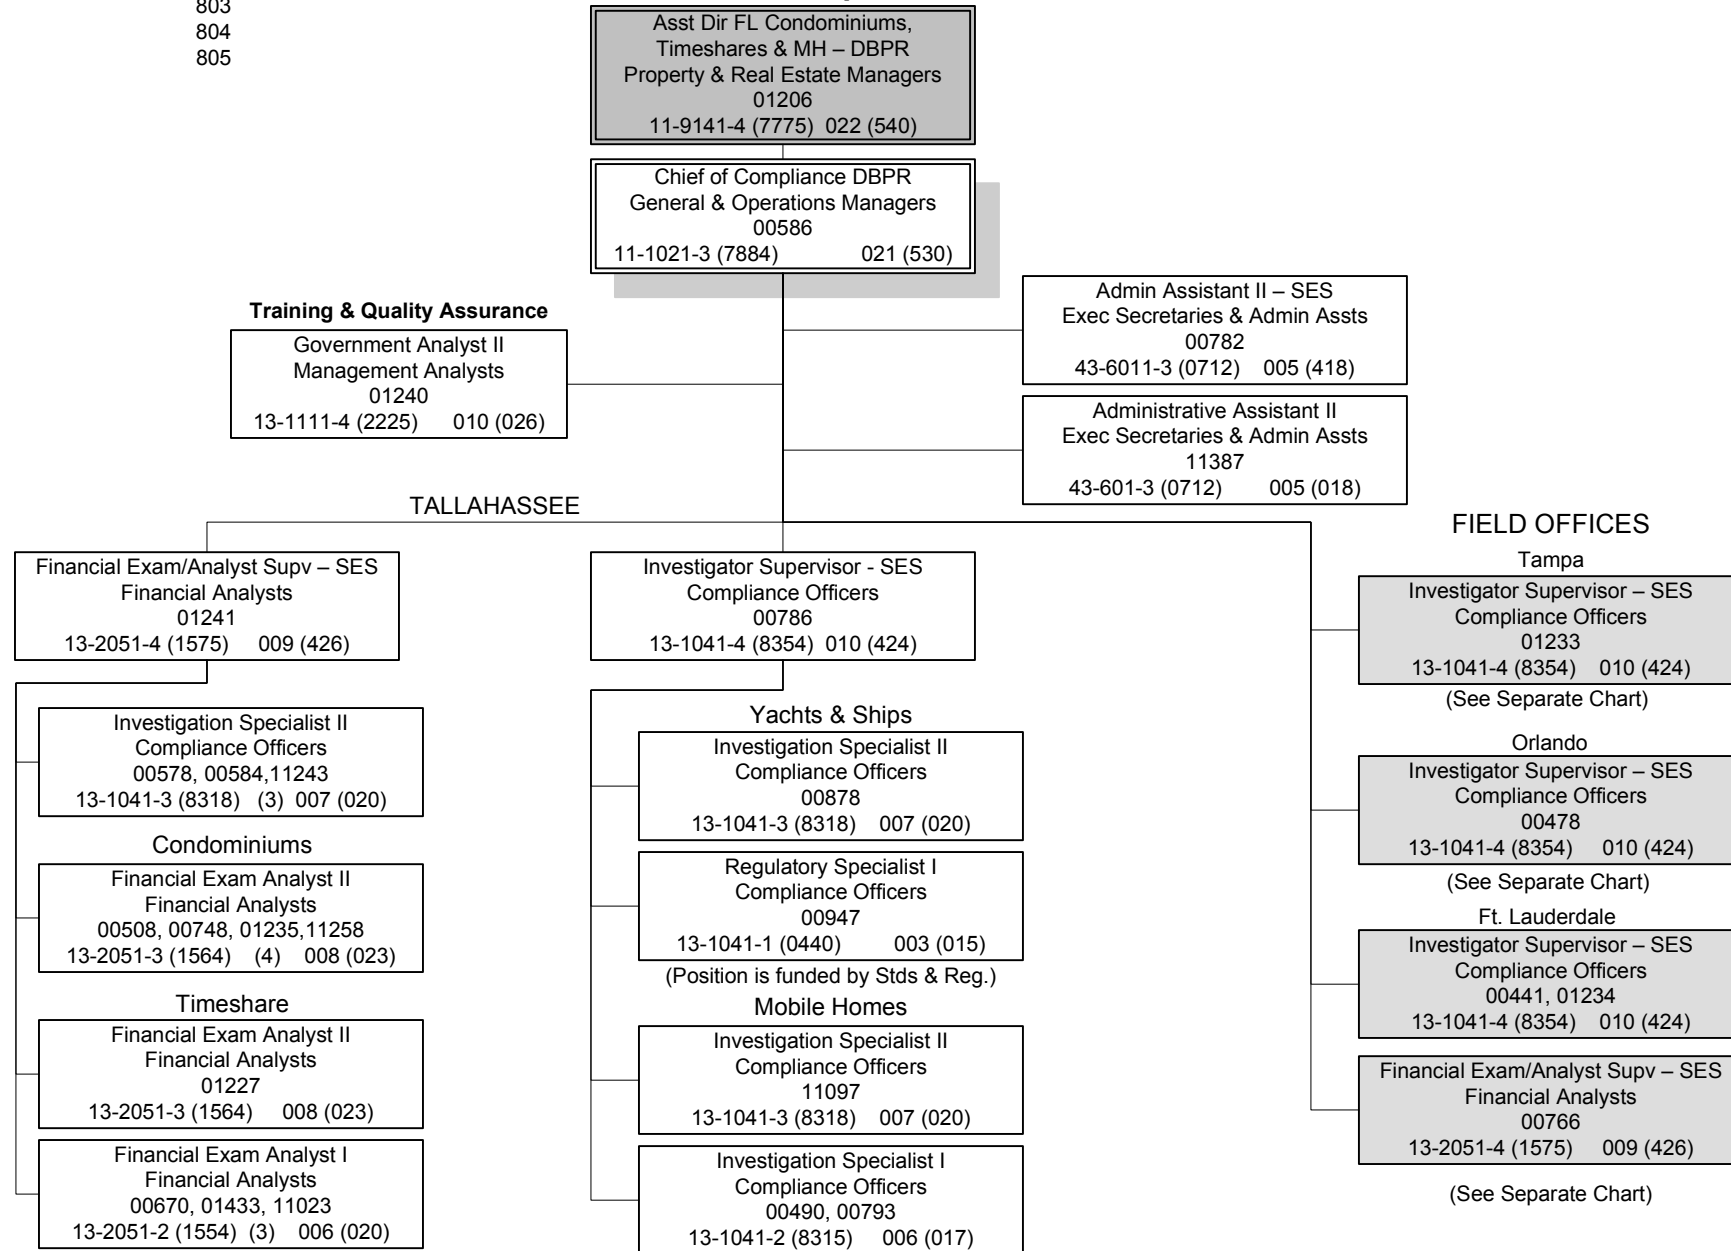 803
804
805
Asst Dir FL Condominiums,
Timeshares & MH – DBPR
Property & Real Estate Managers
01206
11-9141-4 (7775) 022 (540)
Chief of Compliance DBPR
General & Operations Managers
00586
11-1021-3 (7884) 021 (530)
Training & Quality Assurance
Government Analyst II
Management Analysts
01240
13-1111-4 (2225) 010 (026)
Admin Assistant II – SES
Exec Secretaries & Admin Assts
00782
43-6011-3 (0712) 005 (418)
Administrative Assistant II
Exec Secretaries & Admin Assts
11387
43-601-3 (0712) 005 (018)
TALLAHASSEE
Financial Exam/Analyst Supv – SES
Financial Analysts
01241
13-2051-4 (1575) 009 (426)
Investigation Specialist II
Compliance Officers
00578, 00584,11243
13-1041-3 (8318) (3) 007 (020)
Condominiums
Financial Exam Analyst II
Financial Analysts
00508, 00748, 01235,11258
13-2051-3 (1564) (4) 008 (023)
Timeshare
Financial Exam Analyst II
Financial Analysts
01227
13-2051-3 (1564) 008 (023)
Financial Exam Analyst I
Financial Analysts
00670, 01433, 11023
13-2051-2 (1554) (3) 006 (020)
Investigator Supervisor - SES
Compliance Officers
00786
13-1041-4 (8354) 010 (424)
Yachts & Ships
Investigation Specialist II
Compliance Officers
00878
13-1041-3 (8318) 007 (020)
Regulatory Specialist I
Compliance Officers
00947
13-1041-1 (0440) 003 (015)
(Position is funded by Stds & Reg.)
Mobile Homes
Investigation Specialist II
Compliance Officers
11097
13-1041-3 (8318) 007 (020)
Investigation Specialist I
Compliance Officers
00490, 00793
13-1041-2 (8315) 006 (017)
FIELD OFFICES
Tampa
Investigator Supervisor – SES
Compliance Officers
01233
13-1041-4 (8354) 010 (424)
(See Separate Chart)
Orlando
Investigator Supervisor – SES
Compliance Officers
00478
13-1041-4 (8354) 010 (424)
(See Separate Chart)
Ft. Lauderdale
Investigator Supervisor – SES
Compliance Officers
00441, 01234
13-1041-4 (8354) 010 (424)
Financial Exam/Analyst Supv – SES
Financial Analysts
00766
13-2051-4 (1575) 009 (426)
(See Separate Chart)